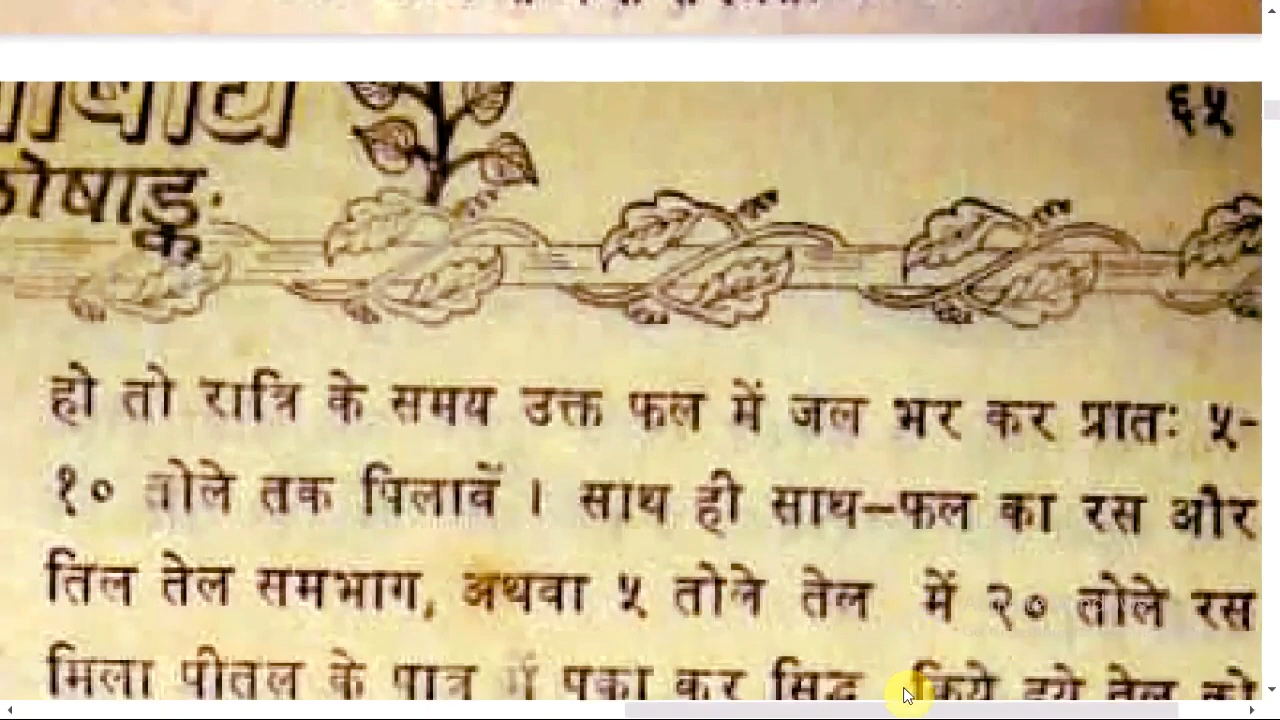 ६५
कोषाङ्क
हो तो रात्रि के समय उक्त फल में जल भर कर प्रातः ५-
१० तोले तक पिलावें । साथ ही साथ-फल का रस और
तिल तेल समभाग, अथवा ५ तोले तेल में २० तोले रस
मिला पीतल के पात्र में पका कर सिद्ध किये हुये तेल को